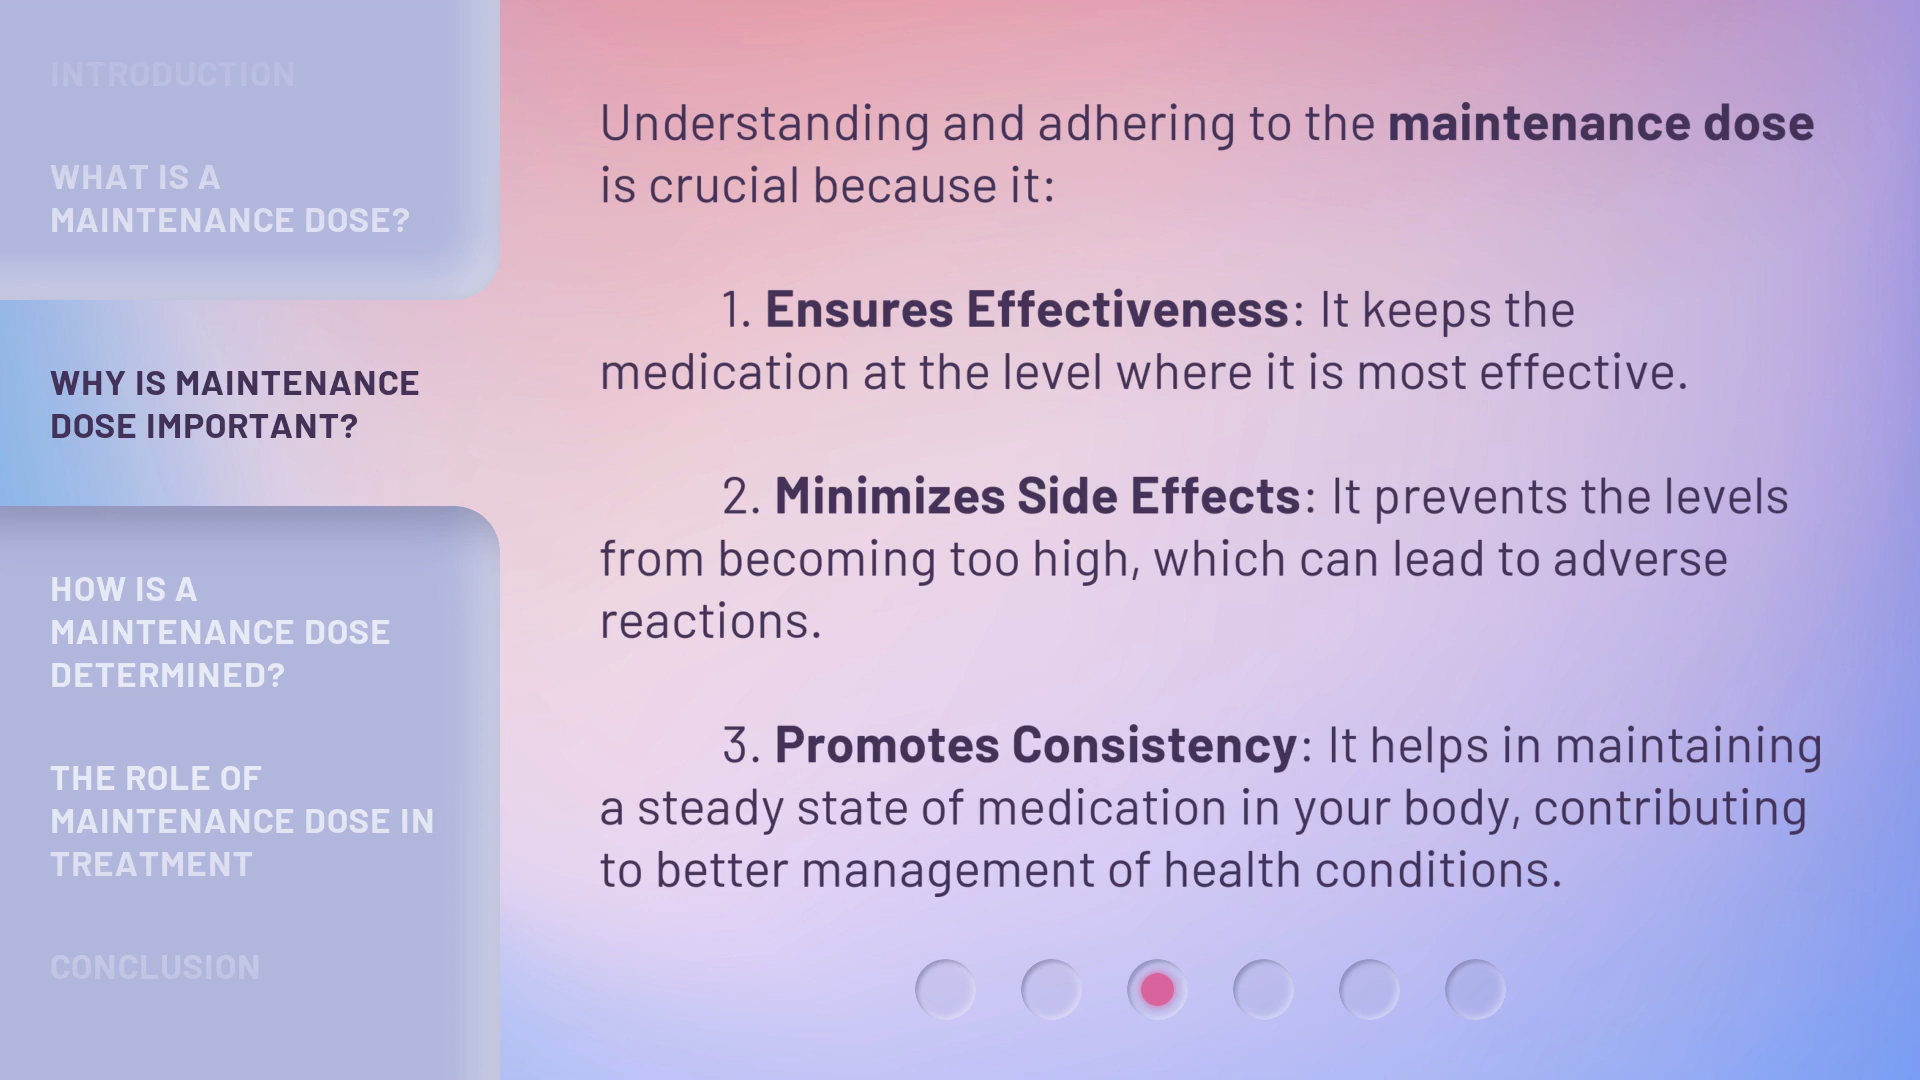 INTRODUCTION
WHAT IS A
MAINTENANCE DOSE?
WHY IS MAINTENANCE
DOSE IMPORTANT?
HOW IS A
MAINTENANCE DOSE
DETERMINED?
THE ROLE OF
MAINTENANCE DOSE IN
TREATMENT
CONCLUSION
Understanding and adhering to the maintenance dose
is crucial because it:
1. Ensures Effectiveness: It keeps the
medication at the level where it is most effective.
2. Minimizes Side Effects: It prevents the levels
from becoming too high, which can lead to adverse
reactions.
3. Promotes Consistency: It helps in maintaining
a steady state of medication in your body, contributing
to better management of health conditions.